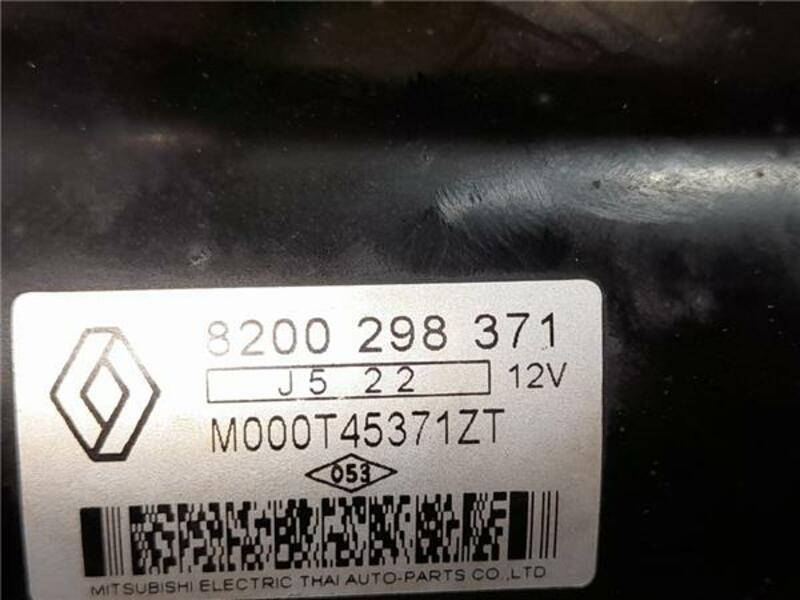 8200 298 371
J5 22 12V
M000T45371ZT
053
MITSUBISHI ELECTRIC THAI AUTO-PARTS CO.,LTD